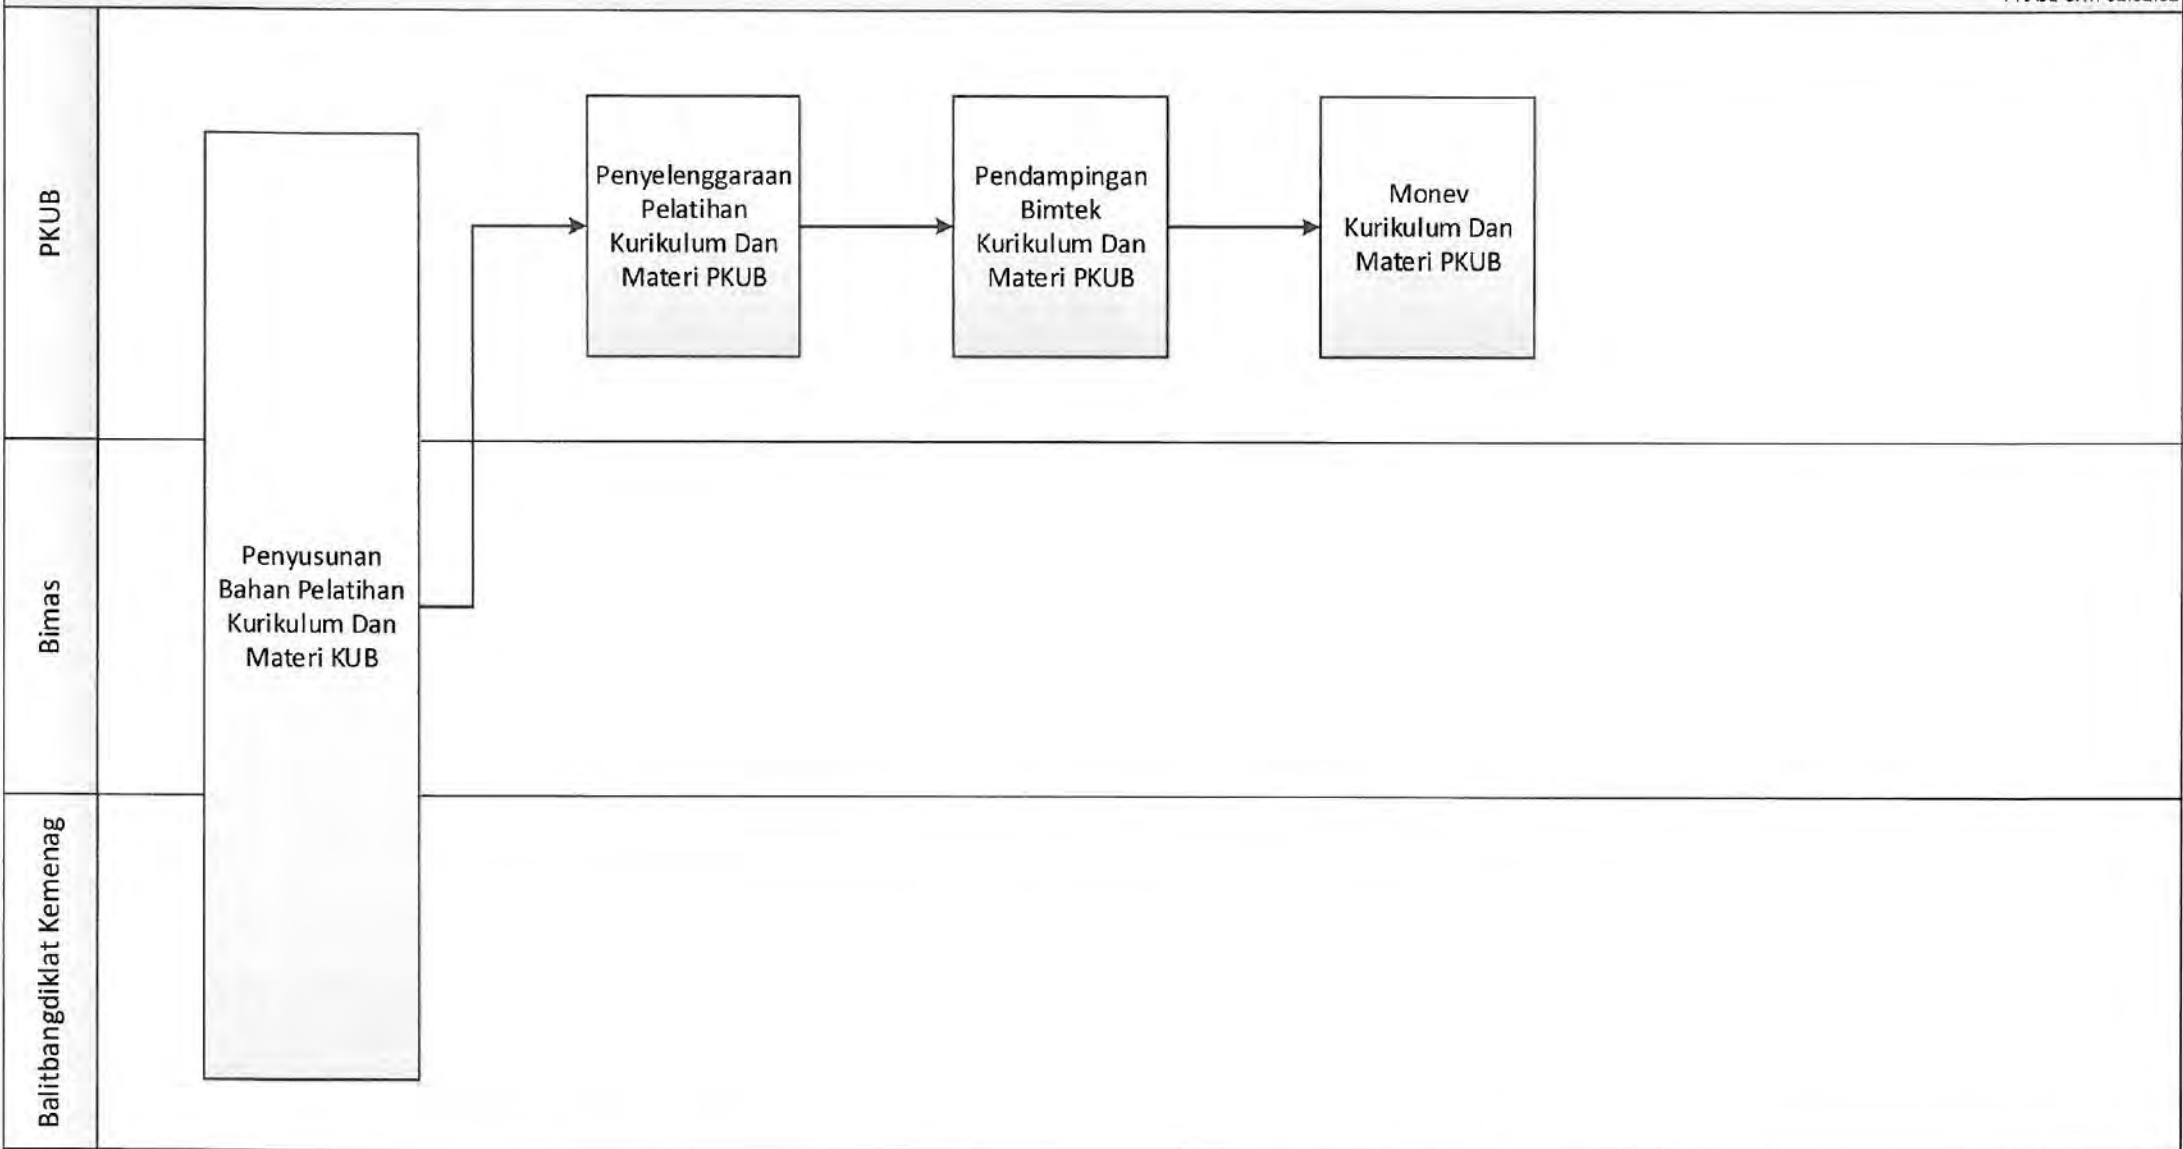 PKUB
Penyusunan
Bahan Pelatihan
Kurikulum Dan
Materi KUB
Penyelenggaraan
Pelatihan
Kurikulum Dan
Materi PKUB
Pendampingan
Bimtek
Kurikulum Dan
Materi PKUB
Monev
Kurikulum Dan
Materi PKUB
Bimas
Balitbangdiklat Kemenag